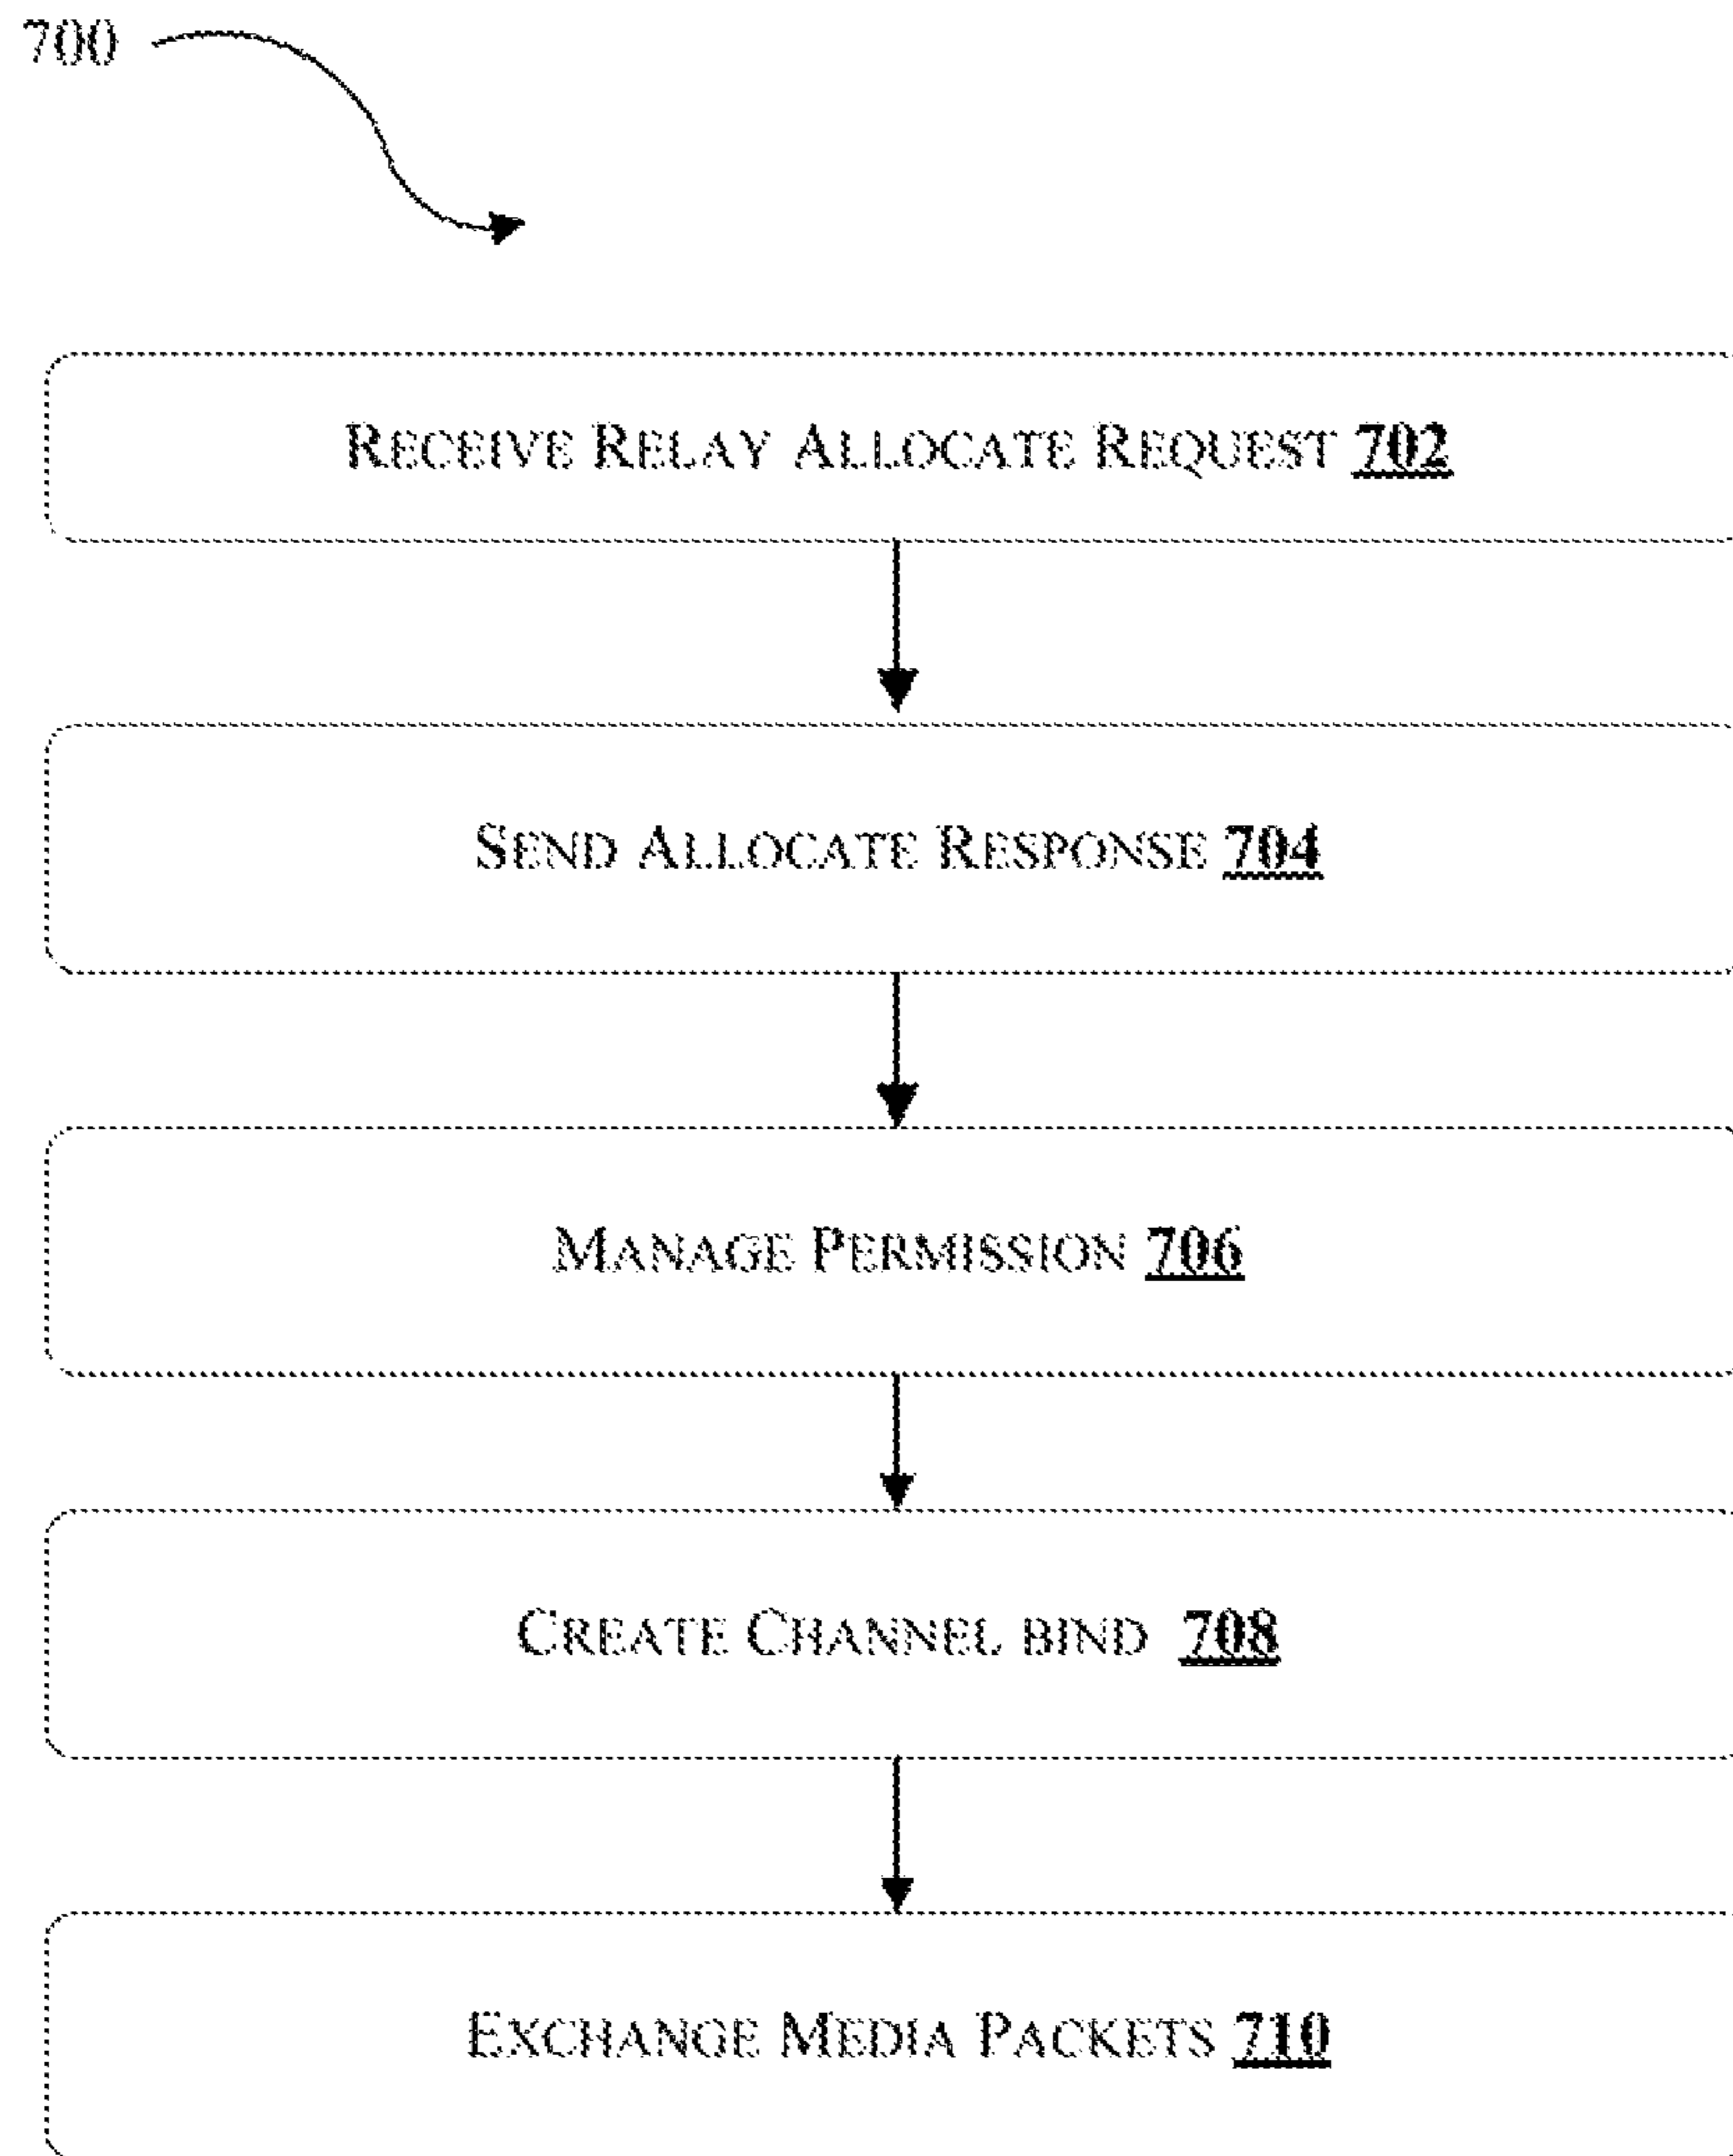 700
RECEIVE RELAY ALLOCATE REQUEST 702
SEND ALLOCATE RESPONSE 704
MANAGE PERMISSION 706
CREATE CHANNEL BIND 708
EXCHANGE MEDIA PACKETS 710